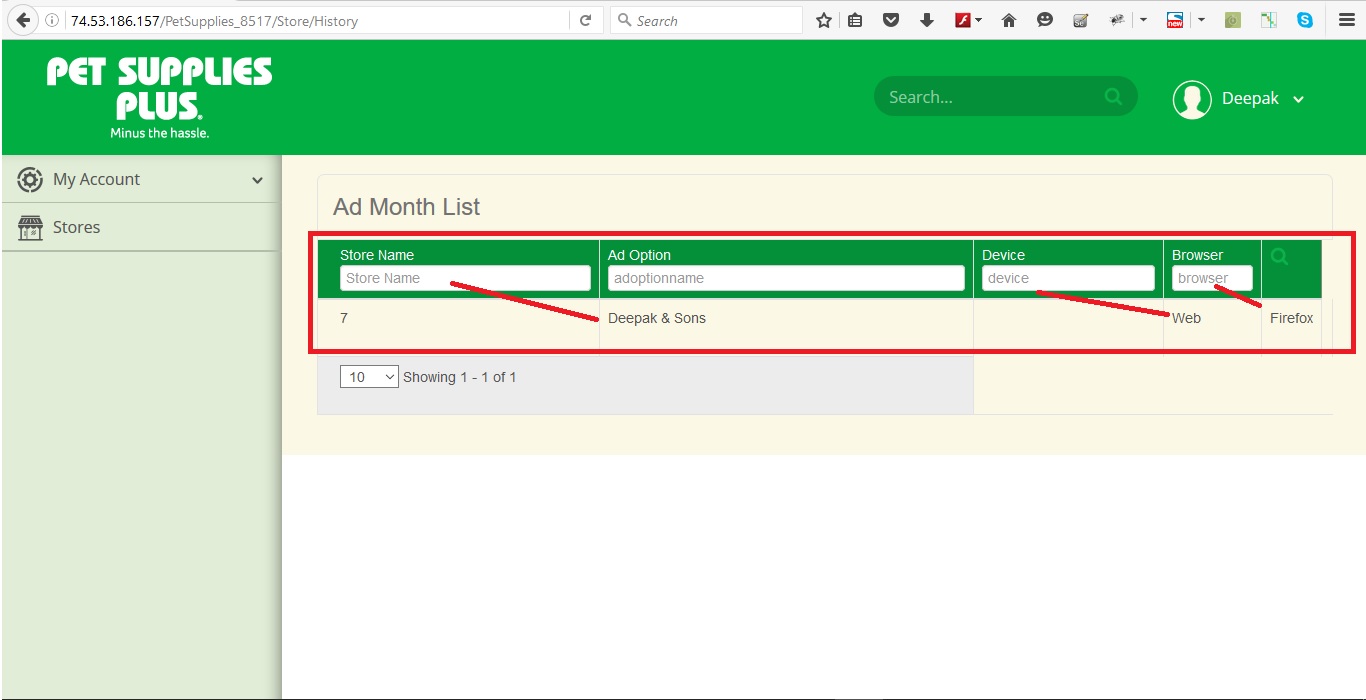 74.53.186.157/PetSupplies_8517/Store/History
Search
new
PET SUPPLIES
PLUS.
Minus the hassle.
Search...
Deepak
My Account
Stores
Ad Month List
Store Name Ad Option Device Browser
Store Name adoptionname device browser
7 Deepak & Sons Web Firefox
10 Showing 1 - 1 of 1